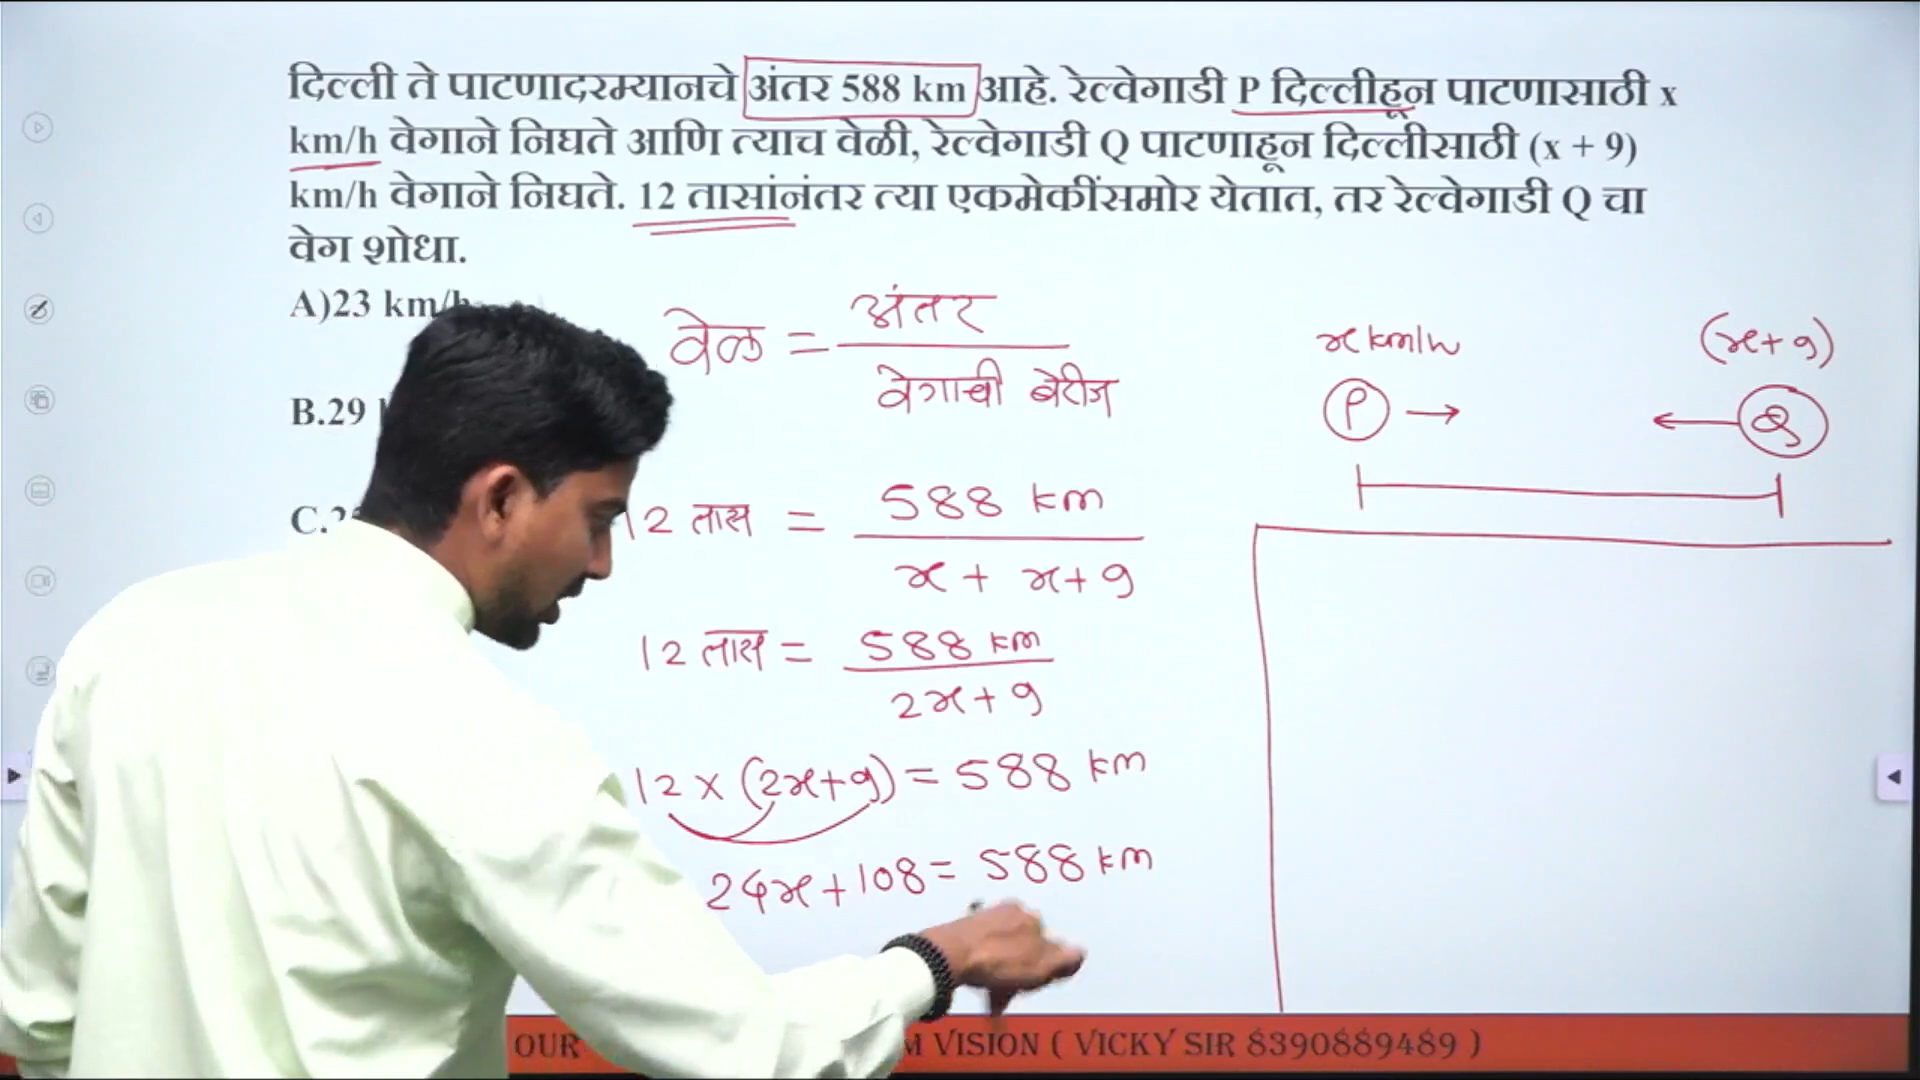 दिल्ली ते पाटणादरम्यानचे अंतर 588 km आहे. रेल्वेगाडी P दिल्लीहून पाटणासाठी x
km/h वेगाने निघते आणि त्याच वेळी, रेल्वेगाडी Q पाटणाहून दिल्लीसाठी (x + 9)
km/h वेगाने निघते. 12 तासांनंतर त्या एकमेकींसमोर येतात, तर रेल्वेगाडी Q चा
वेग शोधा.
A)23 km/h
B.29
C.
वेळ = अंतर
वेगाची बेरीज
x km/h (x+9)
P → ← Q
12 तास = 588 km
x + x+9
12 तास = 588 km
2x+9
12 × (2x+9) = 588 km
24x+108 = 588 km
OUR VISION ( VICKY SIR 8390889489 )